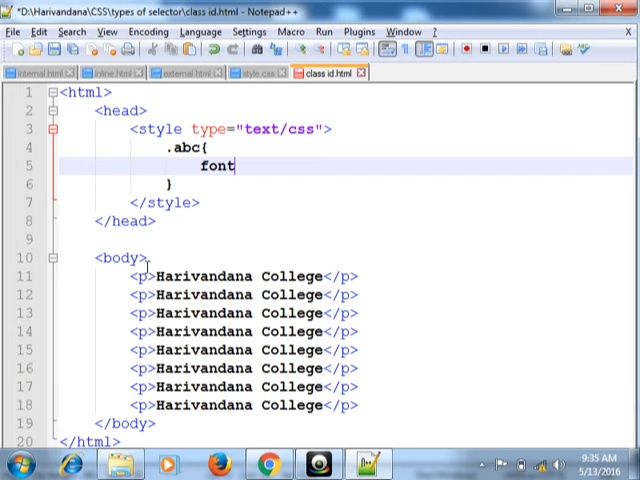 *D:\Harivandana\CSS\types of selector\class id.html - Notepad++
File Edit Search View Encoding Language Settings Macro Run Plugins Window ? X
internal.html inline.html external.html style.css class id.html
1 <html>
2 <head>
3 <style type="text/css">
4 .abc{
5 font
6 }
7 </style>
8 </head>
9
10 <body>
11 <p>Harivandana College</p>
12 <p>Harivandana College</p>
13 <p>Harivandana College</p>
14 <p>Harivandana College</p>
15 <p>Harivandana College</p>
16 <p>Harivandana College</p>
17 <p>Harivandana College</p>
18 <p>Harivandana College</p>
19 </body>
20 </html>
9:35 AM
5/13/2016